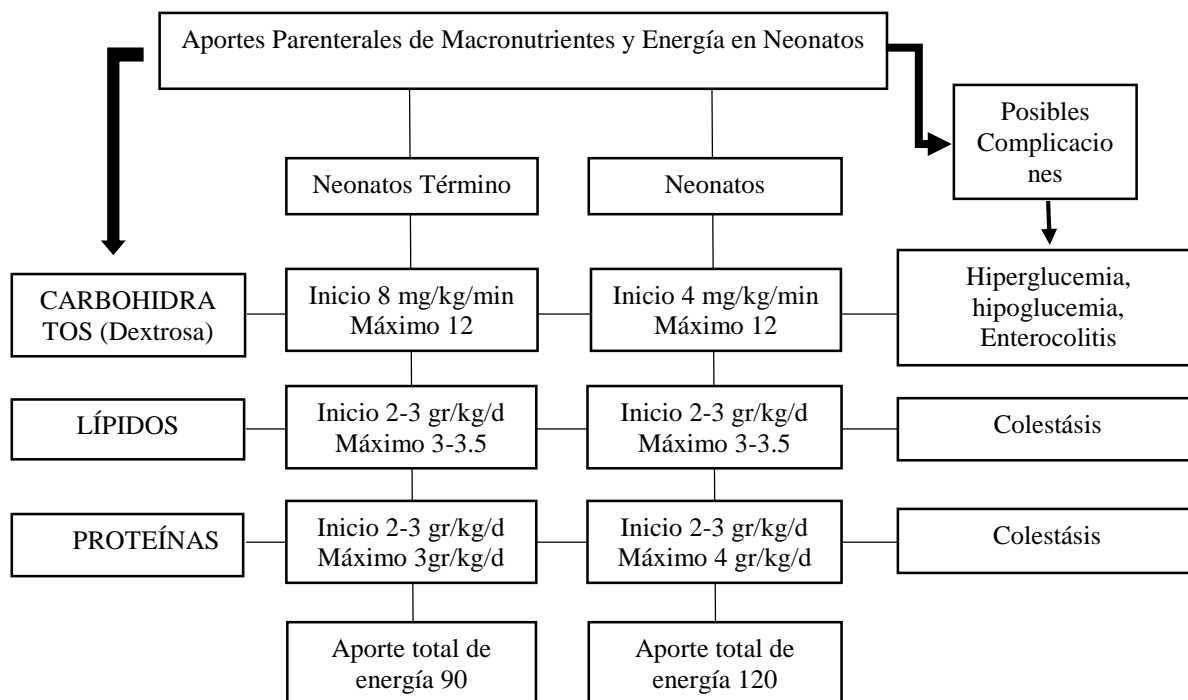 Aportes Parenterales de Macronutrientes y Energía en Neonatos
Posibles
Complicacio
nes
Neonatos Término
Neonatos
CARBOHIDRA
TOS (Dextrosa)
Inicio 8 mg/kg/min
Máximo 12
Inicio 4 mg/kg/min
Máximo 12
Hiperglucemia,
hipoglucemia,
Enterocolitis
LÍPIDOS
Inicio 2-3 gr/kg/d
Máximo 3-3.5
Inicio 2-3 gr/kg/d
Máximo 3-3.5
Colestásis
PROTEÍNAS
Inicio 2-3 gr/kg/d
Máximo 3gr/kg/d
Inicio 2-3 gr/kg/d
Máximo 4 gr/kg/d
Colestásis
Aporte total de
energía 90
Aporte total de
energía 120